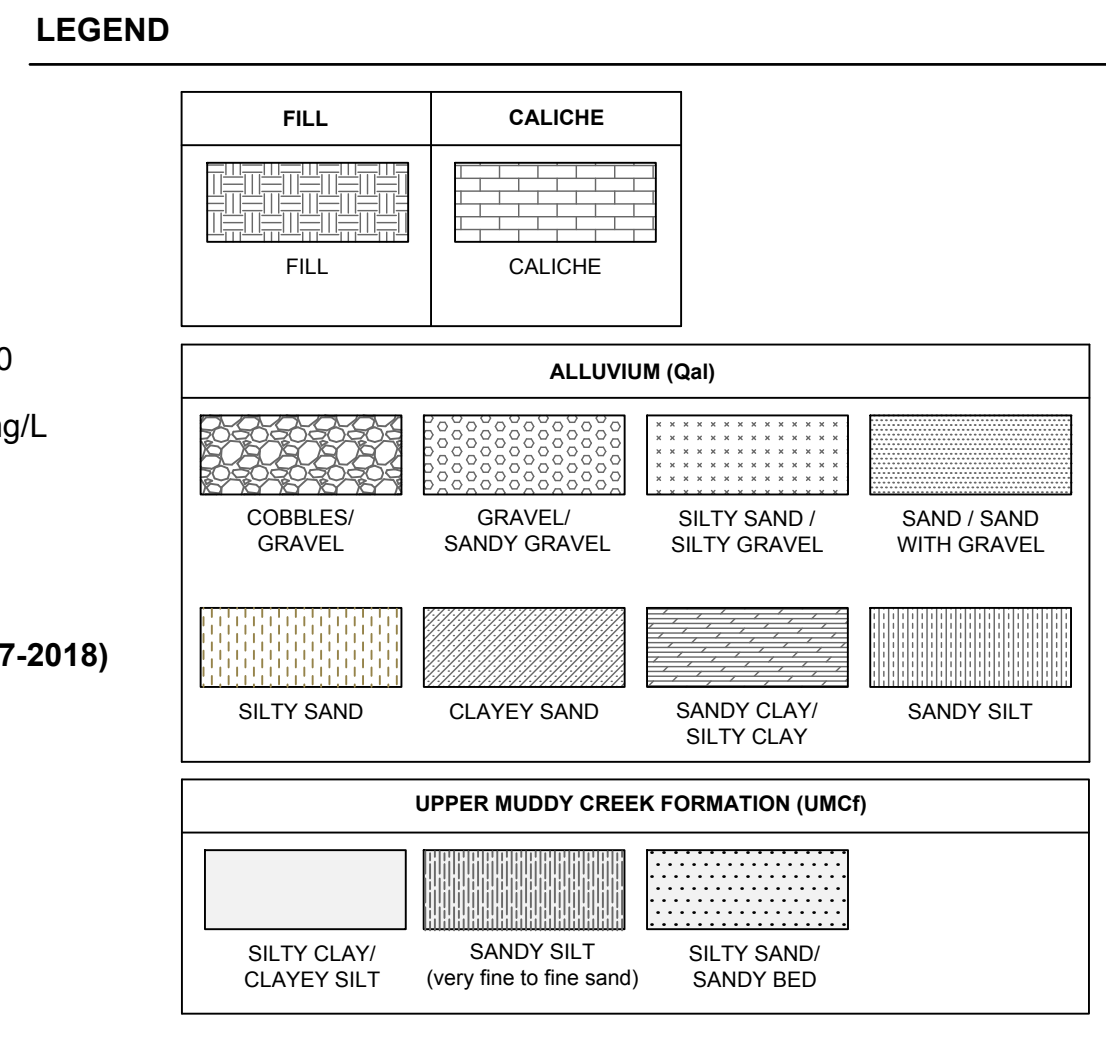 LEGEND
FILL
CALICHE
FILL
CALICHE
0
ALLUVIUM (Qal)
g/L
COBBLES/
GRAVEL
GRAVEL/
SANDY GRAVEL
SILTY SAND /
SILTY GRAVEL
SAND / SAND
WITH GRAVEL
7-2018)
SILTY SAND
CLAYEY SAND
SANDY CLAY/
SILTY CLAY
SANDY SILT
UPPER MUDDY CREEK FORMATION (UMCf)
SILTY CLAY/
CLAYEY SILT
SANDY SILT
(very fine to fine sand)
SILTY SAND/
SANDY BED